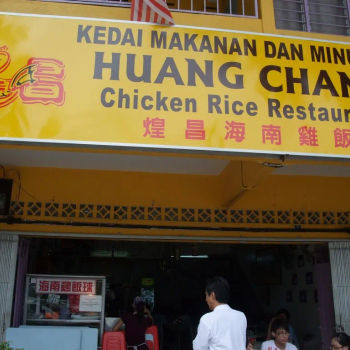 KEDAI MAKANAN DAN MINU
HUANG CHAN
Chicken Rice Restaur
煌昌海南雞飯
海南雞飯球